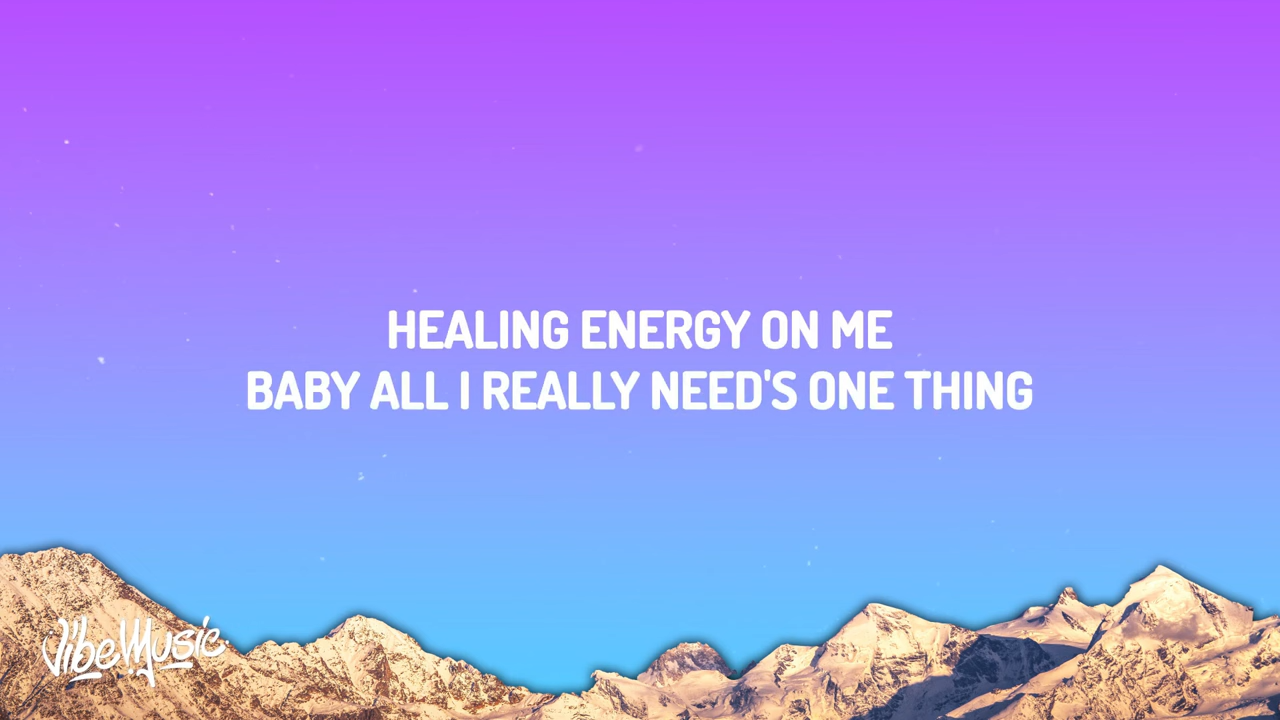 HEALING ENERGY ON ME
BABY ALL I REALLY NEED'S ONE THING
VibeMusic.